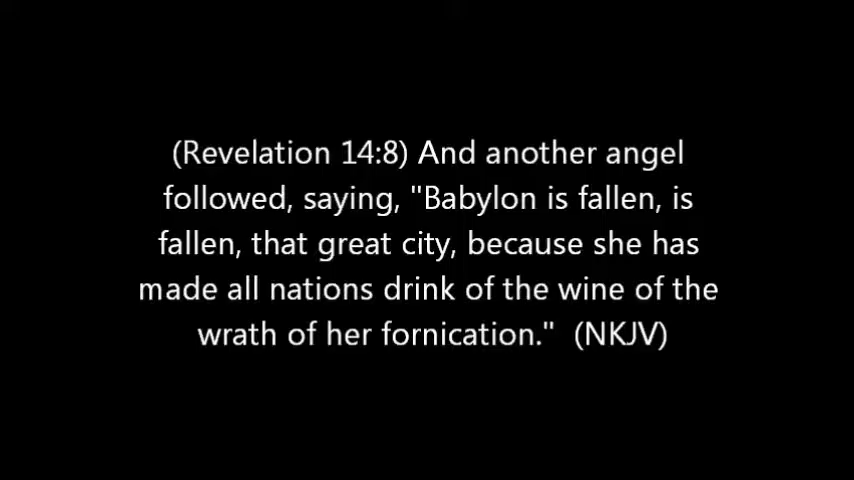 (Revelation 14:8) And another angel
followed, saying, "Babylon is fallen, is
fallen, that great city, because she has
made all nations drink of the wine of the
wrath of her fornication."  (NKJV)